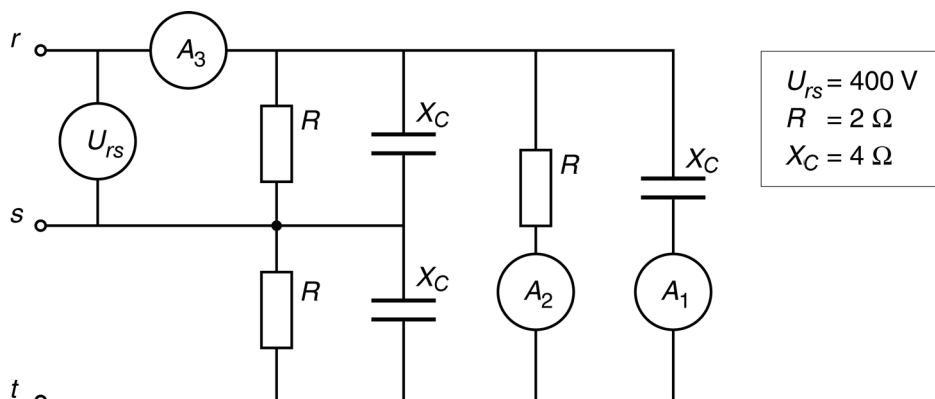 r
A3
Urs
R
XC
R
XC
Urs = 400 V
R = 2 Ω
XC = 4 Ω
s
R
XC
A2
A1
t